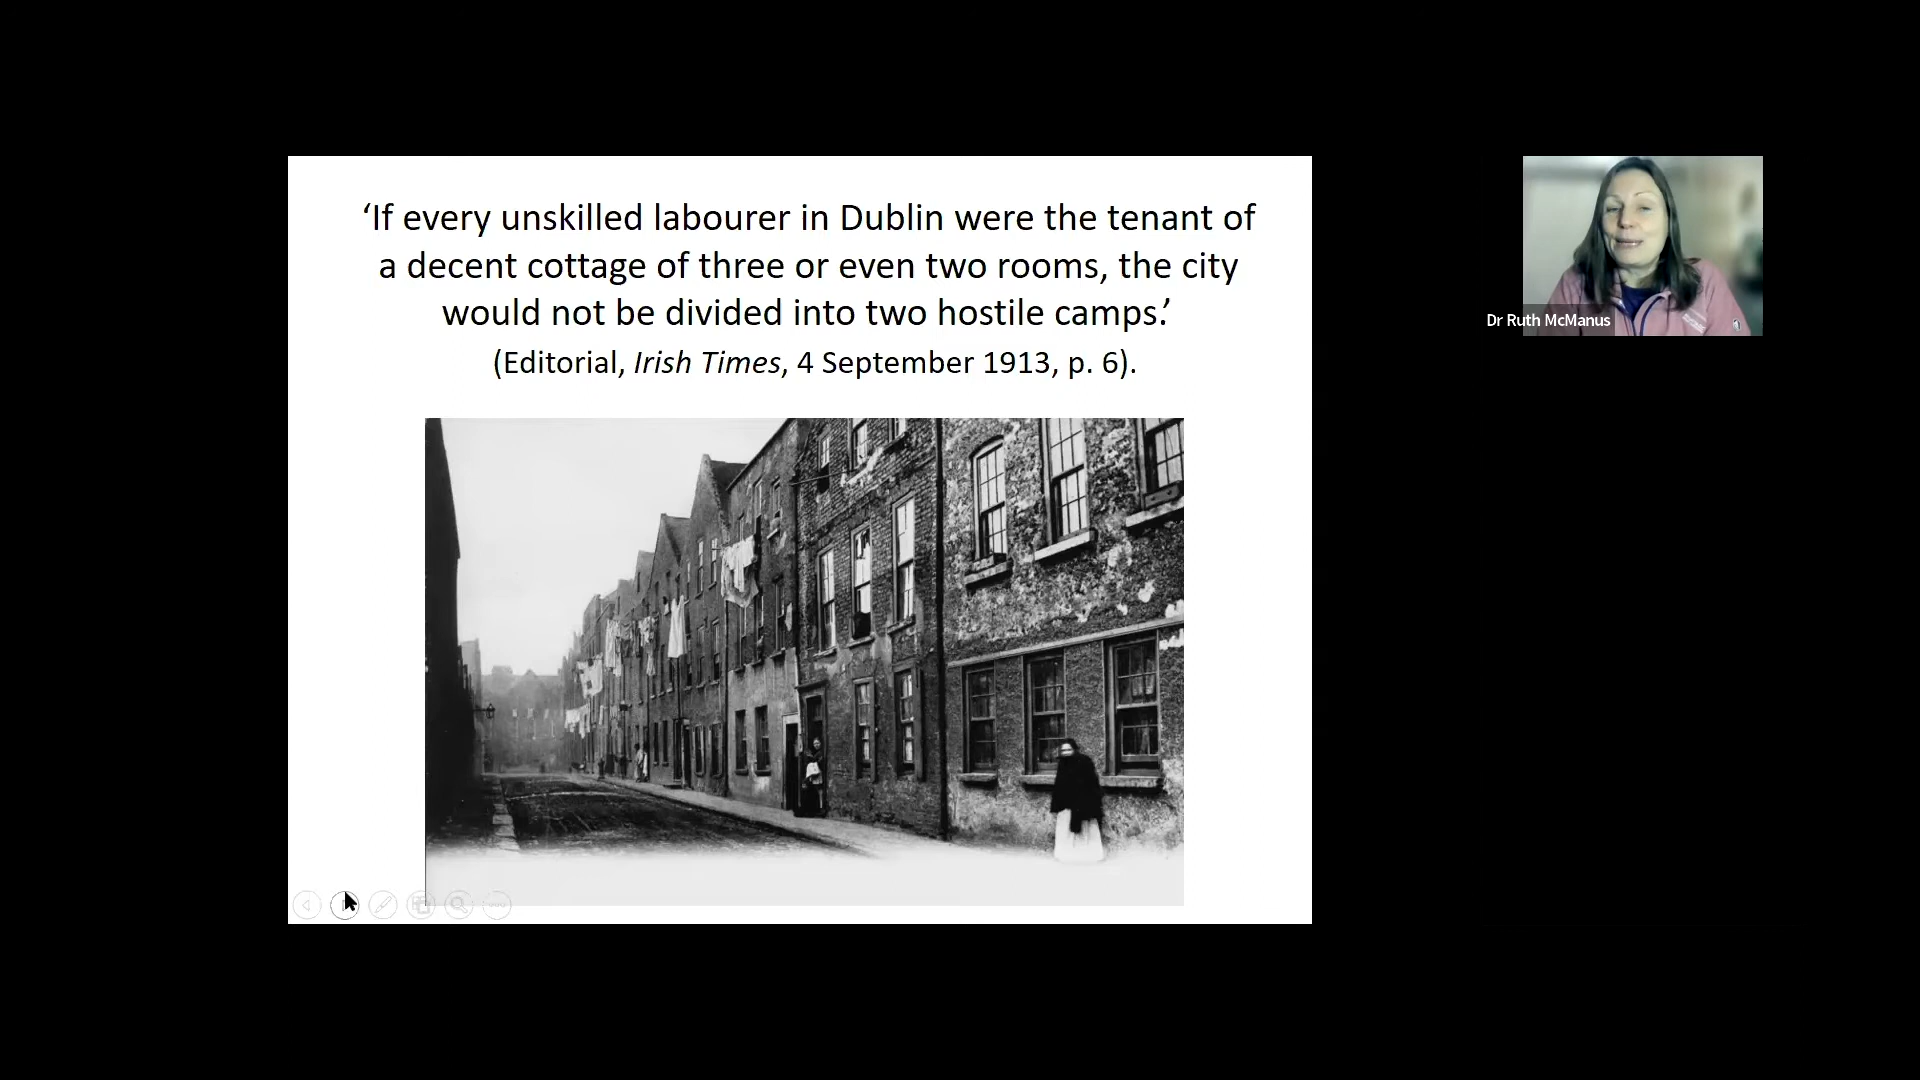 ‘If every unskilled labourer in Dublin were the tenant of
a decent cottage of three or even two rooms, the city
would not be divided into two hostile camps.’
(Editorial, Irish Times, 4 September 1913, p. 6).
Dr Ruth McManus